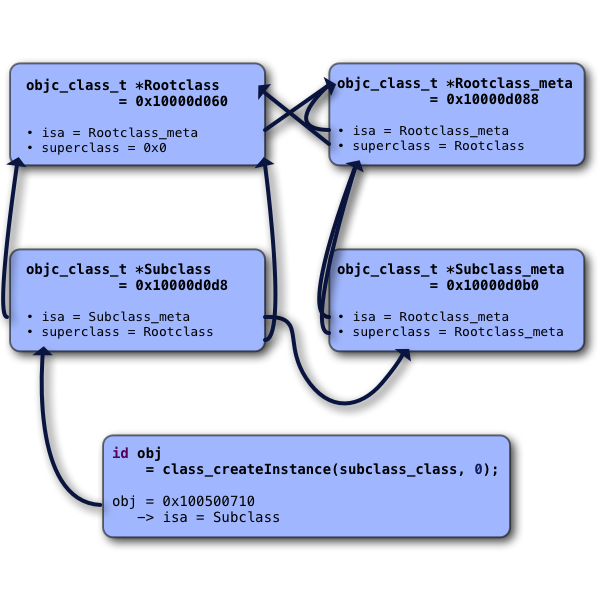 objc_class_t *Rootclass
= 0x10000d060
• isa = Rootclass_meta
• superclass = 0x0
objc_class_t *Rootclass_meta
= 0x10000d088
• isa = Rootclass_meta
• superclass = Rootclass
objc_class_t *Subclass
= 0x10000d0d8
• isa = Subclass_meta
• superclass = Rootclass
objc_class_t *Subclass_meta
= 0x10000d0b0
• isa = Rootclass_meta
• superclass = Rootclass_meta
id obj
= class_createInstance(subclass_class, 0);
obj = 0x100500710
—> isa = Subclass